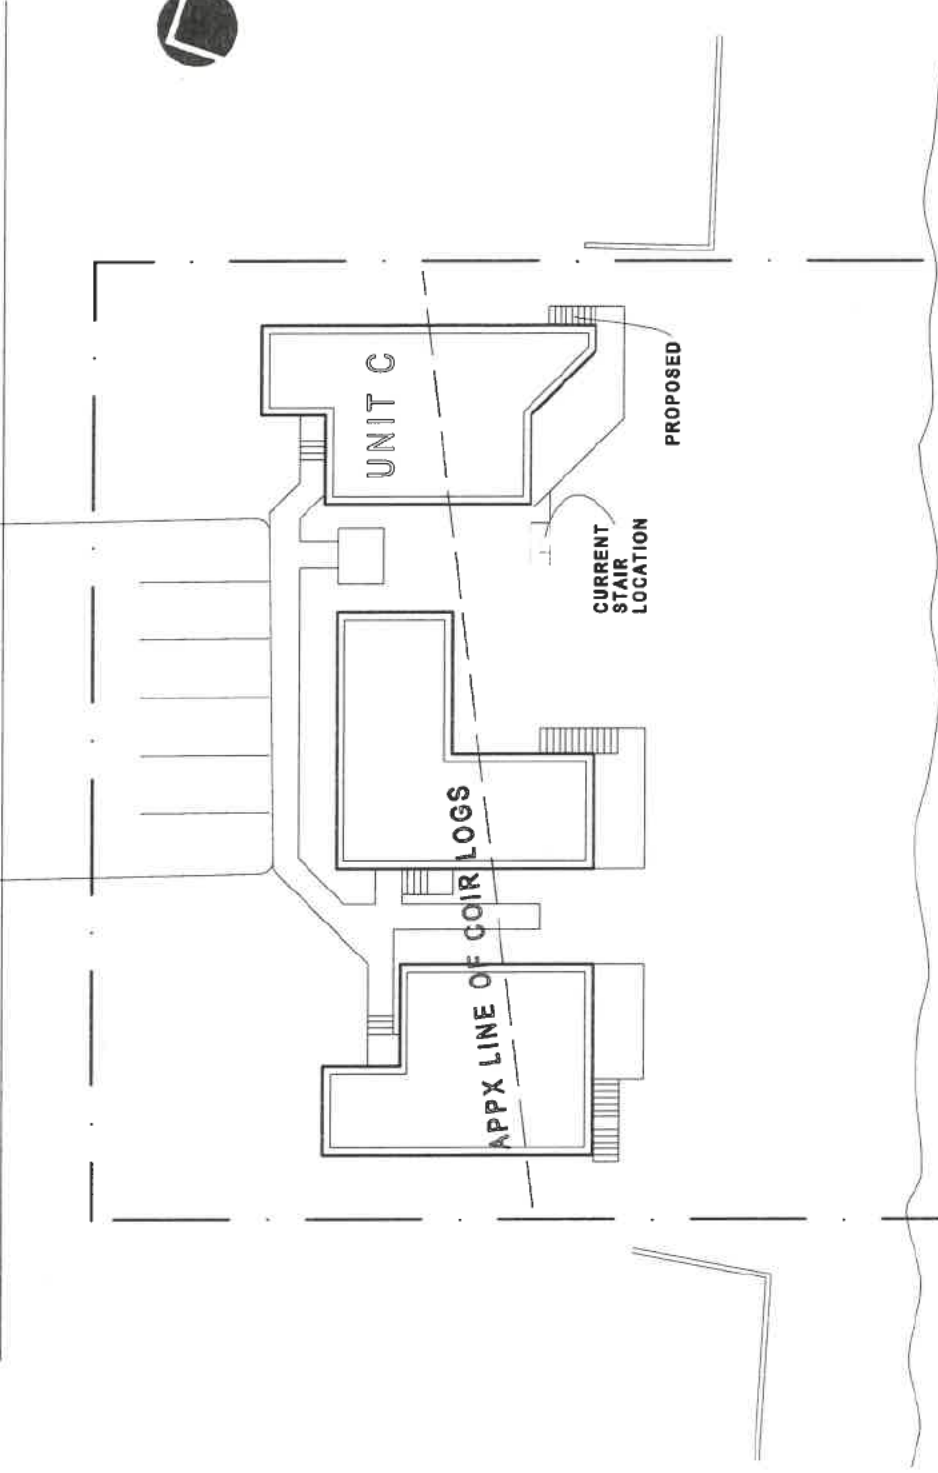 UNIT C
PROPOSED
CURRENT
STAIR
LOCATION
APPX LINE OF COIR LOGS